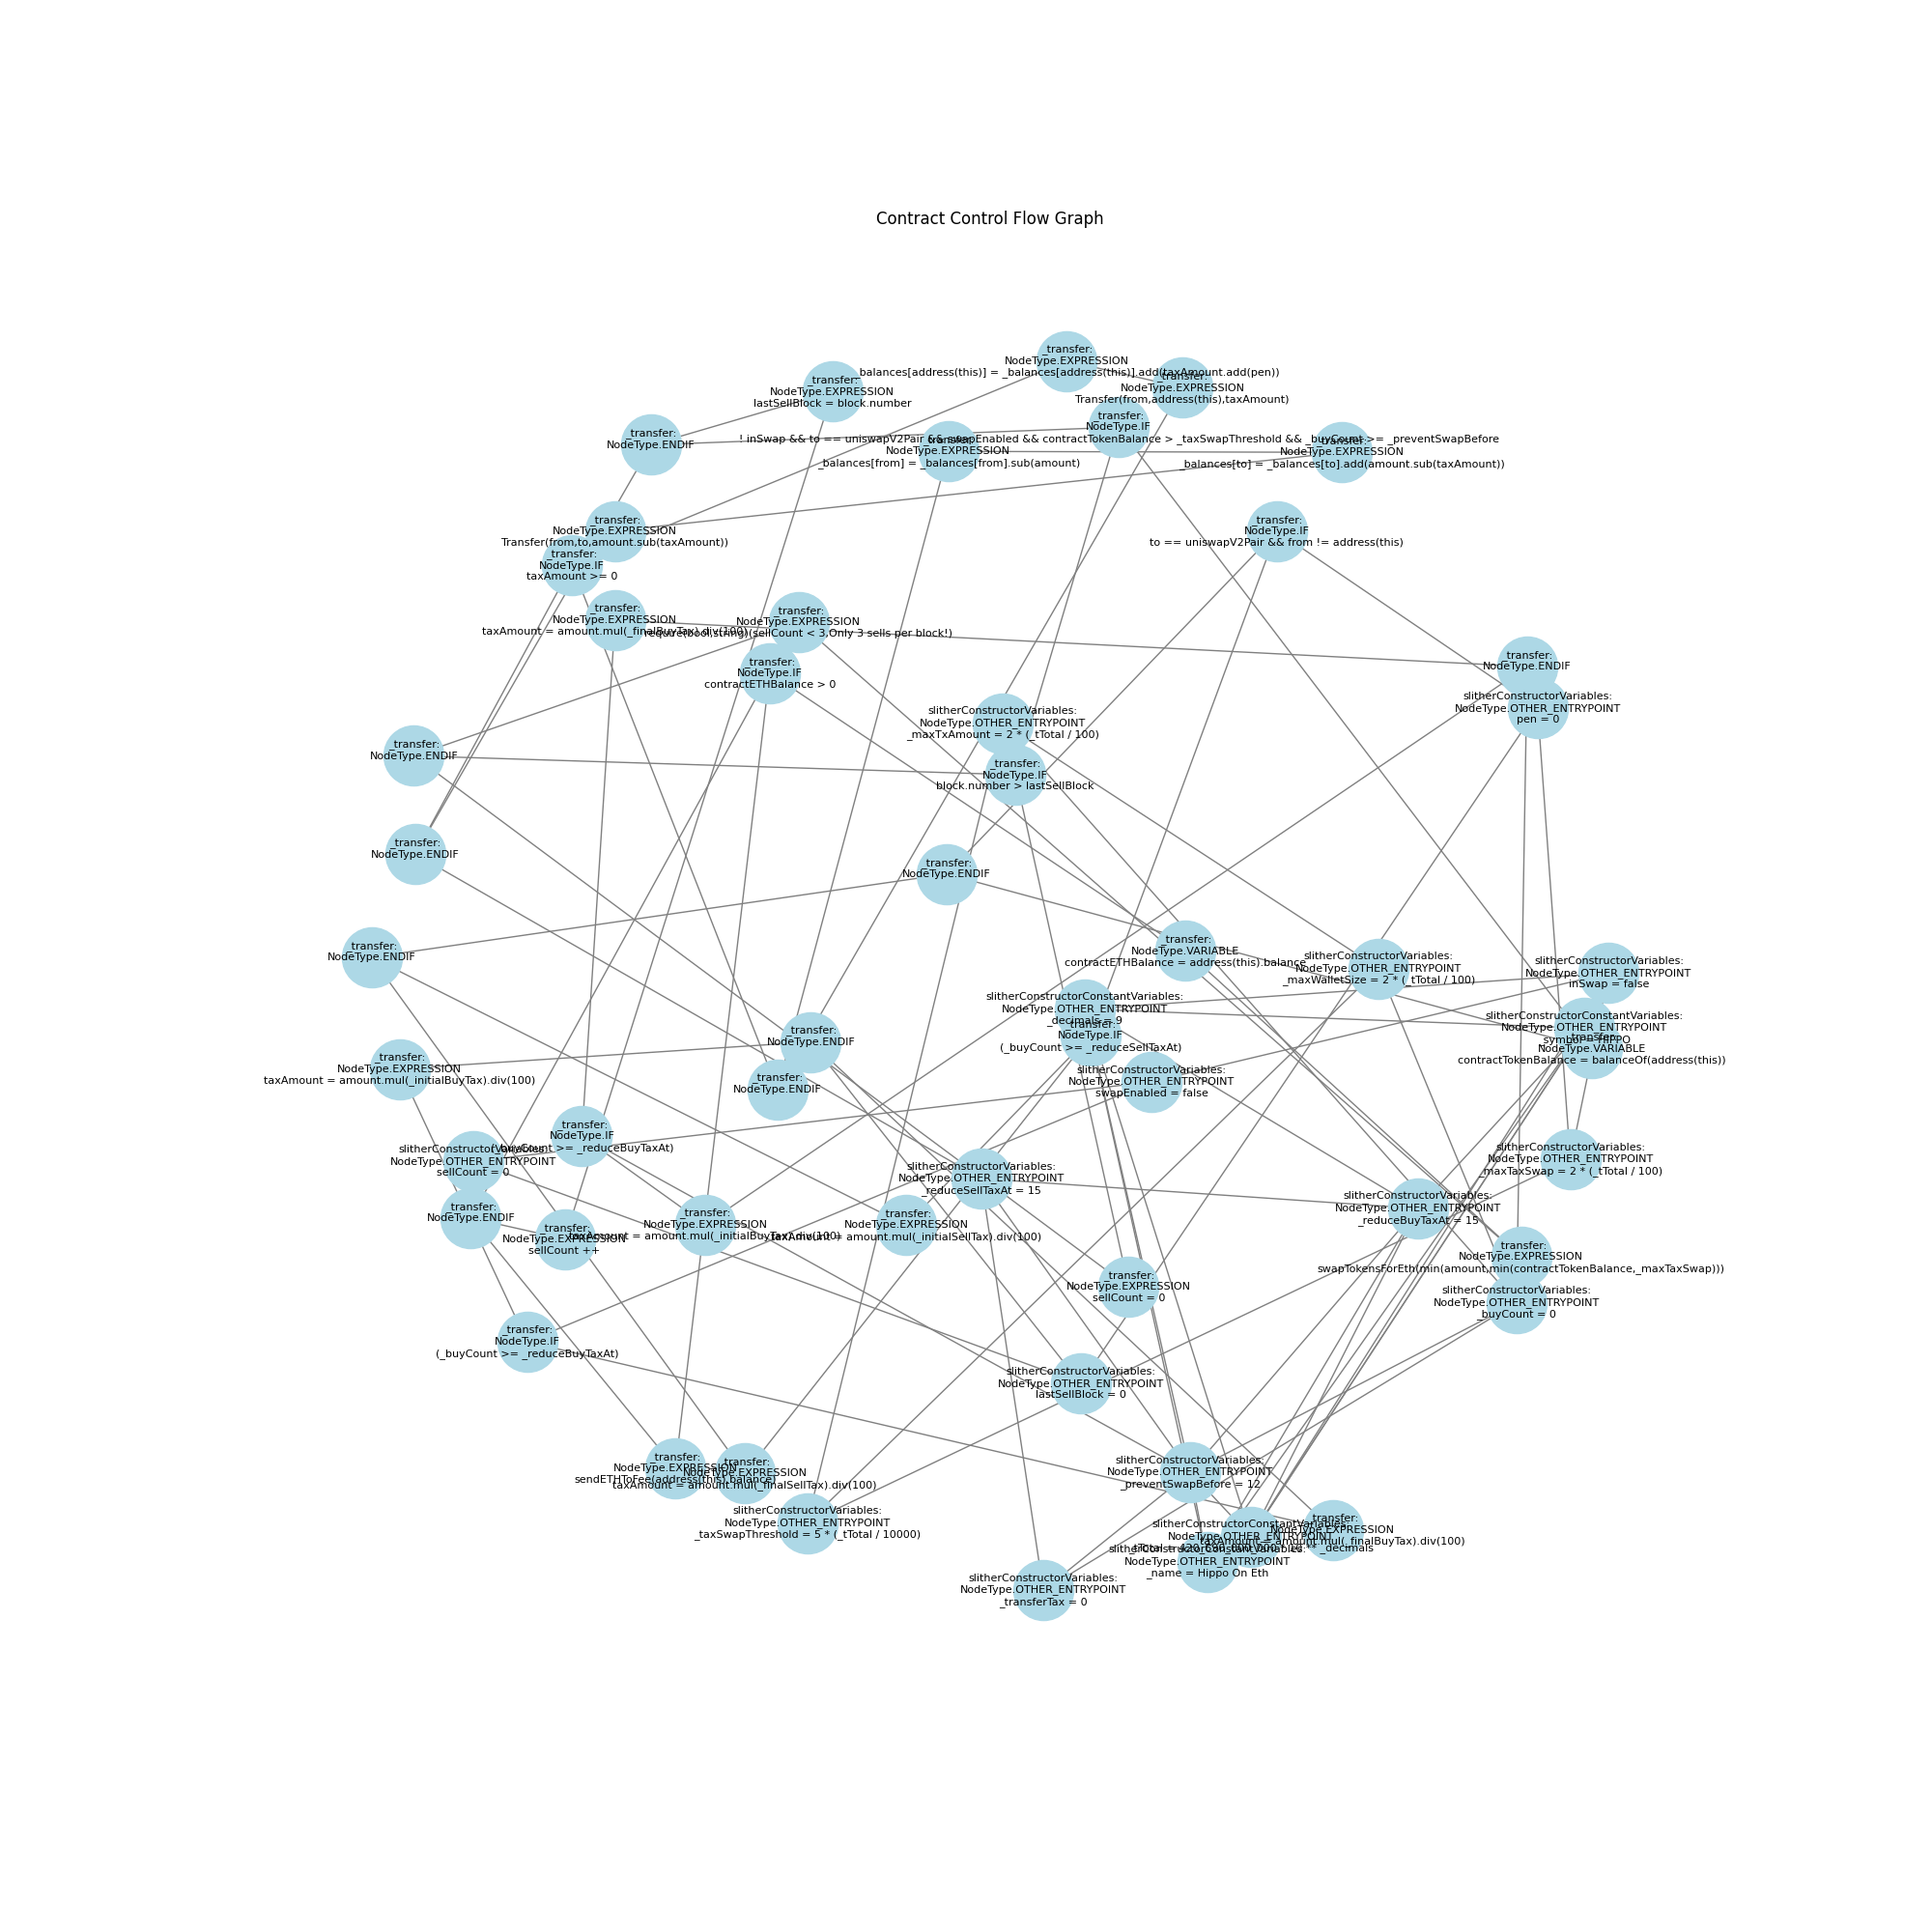 Contract Control Flow Graph
_transfer:
NodeType.EXPRESSION
_balances[address(this)] = _balances[address(this)].add(taxAmount.add(pen))
_transfer:
NodeType.EXPRESSION
Transfer(from,address(this),taxAmount)
_transfer:
NodeType.EXPRESSION
lastSellBlock = block.number
_transfer:
NodeType.IF
! inSwap && to == uniswapV2Pair && swapEnabled && contractTokenBalance > _taxSwapThreshold && _buyCount >= _preventSwapBefore
_transfer:
NodeType.ENDIF
_transfer:
NodeType.EXPRESSION
_balances[from] = _balances[from].sub(amount)
_transfer:
NodeType.EXPRESSION
_balances[to] = _balances[to].add(amount.sub(taxAmount))
_transfer:
NodeType.EXPRESSION
Transfer(from,to,amount.sub(taxAmount))
_transfer:
NodeType.IF
to == uniswapV2Pair && from != address(this)
_transfer:
NodeType.IF
taxAmount >= 0
_transfer:
NodeType.EXPRESSION
taxAmount = amount.mul(_finalBuyTax).div(100)
_transfer:
NodeType.EXPRESSION
require(bool,string)(sellCount < 3,Only 3 sells per block!)
_transfer:
NodeType.IF
contractETHBalance > 0
_transfer:
NodeType.ENDIF
slitherConstructorVariables:
NodeType.OTHER_ENTRYPOINT
pen = 0
slitherConstructorVariables:
NodeType.OTHER_ENTRYPOINT
_maxTxAmount = 2 * (_tTotal / 100)
_transfer:
NodeType.ENDIF
_transfer:
NodeType.IF
block.number > lastSellBlock
_transfer:
NodeType.ENDIF
_transfer:
NodeType.ENDIF
_transfer:
NodeType.ENDIF
_transfer:
NodeType.VARIABLE
contractETHBalance = address(this).balance
slitherConstructorVariables:
NodeType.OTHER_ENTRYPOINT
_maxWalletSize = 2 * (_tTotal / 100)
slitherConstructorVariables:
NodeType.OTHER_ENTRYPOINT
inSwap = false
slitherConstructorConstantVariables:
NodeType.OTHER_ENTRYPOINT
_decimals = 9
slitherConstructorConstantVariables:
NodeType.OTHER_ENTRYPOINT
_symbol = HIPPO
_transfer:
NodeType.IF
(_buyCount >= _reduceSellTaxAt)
_transfer:
NodeType.VARIABLE
contractTokenBalance = balanceOf(address(this))
_transfer:
NodeType.ENDIF
_transfer:
NodeType.EXPRESSION
taxAmount = amount.mul(_initialBuyTax).div(100)
_transfer:
NodeType.ENDIF
slitherConstructorVariables:
NodeType.OTHER_ENTRYPOINT
swapEnabled = false
_transfer:
NodeType.IF
(_buyCount >= _reduceBuyTaxAt)
slitherConstructorVariables:
NodeType.OTHER_ENTRYPOINT
sellCount = 0
slitherConstructorVariables:
NodeType.OTHER_ENTRYPOINT
_maxTaxSwap = 2 * (_tTotal / 100)
slitherConstructorVariables:
NodeType.OTHER_ENTRYPOINT
_reduceSellTaxAt = 15
slitherConstructorVariables:
NodeType.OTHER_ENTRYPOINT
_reduceBuyTaxAt = 15
_transfer:
NodeType.ENDIF
_transfer:
NodeType.EXPRESSION
sellCount ++
_transfer:
NodeType.EXPRESSION
taxAmount = amount.mul(_initialBuyTax).div(100)
_transfer:
NodeType.EXPRESSION
taxAmount = amount.mul(_initialSellTax).div(100)
_transfer:
NodeType.EXPRESSION
swapTokensForEth(min(amount,min(contractTokenBalance,_maxTaxSwap)))
_transfer:
NodeType.EXPRESSION
sellCount = 0
slitherConstructorVariables:
NodeType.OTHER_ENTRYPOINT
_buyCount = 0
_transfer:
NodeType.IF
(_buyCount >= _reduceBuyTaxAt)
slitherConstructorVariables:
NodeType.OTHER_ENTRYPOINT
lastSellBlock = 0
_transfer:
NodeType.EXPRESSION
sendETHToFee(address(this).balance)
_transfer:
NodeType.EXPRESSION
taxAmount = amount.mul(_finalSellTax).div(100)
slitherConstructorVariables:
NodeType.OTHER_ENTRYPOINT
_preventSwapBefore = 12
slitherConstructorVariables:
NodeType.OTHER_ENTRYPOINT
_taxSwapThreshold = 5 * (_tTotal / 10000)
slitherConstructorConstantVariables:
NodeType.OTHER_ENTRYPOINT
_decimals
_transfer:
NodeType.EXPRESSION
taxAmount = amount.mul(_finalBuyTax).div(100)
slitherConstructorConstantVariables:
NodeType.OTHER_ENTRYPOINT
_name = Hippo On Eth
slitherConstructorVariables:
NodeType.OTHER_ENTRYPOINT
_transferTax = 0